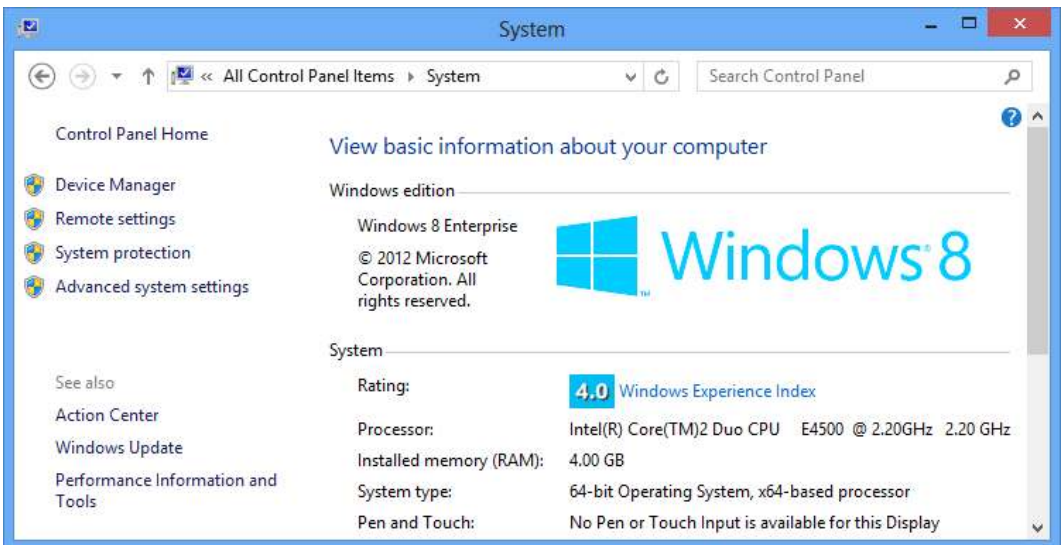 System
« All Control Panel Items ▸ System
Search Control Panel
Control Panel Home
Device Manager
Remote settings
System protection
Advanced system settings
See also
Action Center
Windows Update
Performance Information and
Tools
View basic information about your computer
Windows edition
Windows 8 Enterprise
© 2012 Microsoft
Corporation. All
rights reserved.
Windows 8
System
Rating:
4.0 Windows Experience Index
Processor:
Intel(R) Core(TM)2 Duo CPU E4500 @ 2.20GHz 2.20 GHz
Installed memory (RAM):
4.00 GB
System type:
64-bit Operating System, x64-based processor
Pen and Touch:
No Pen or Touch Input is available for this Display